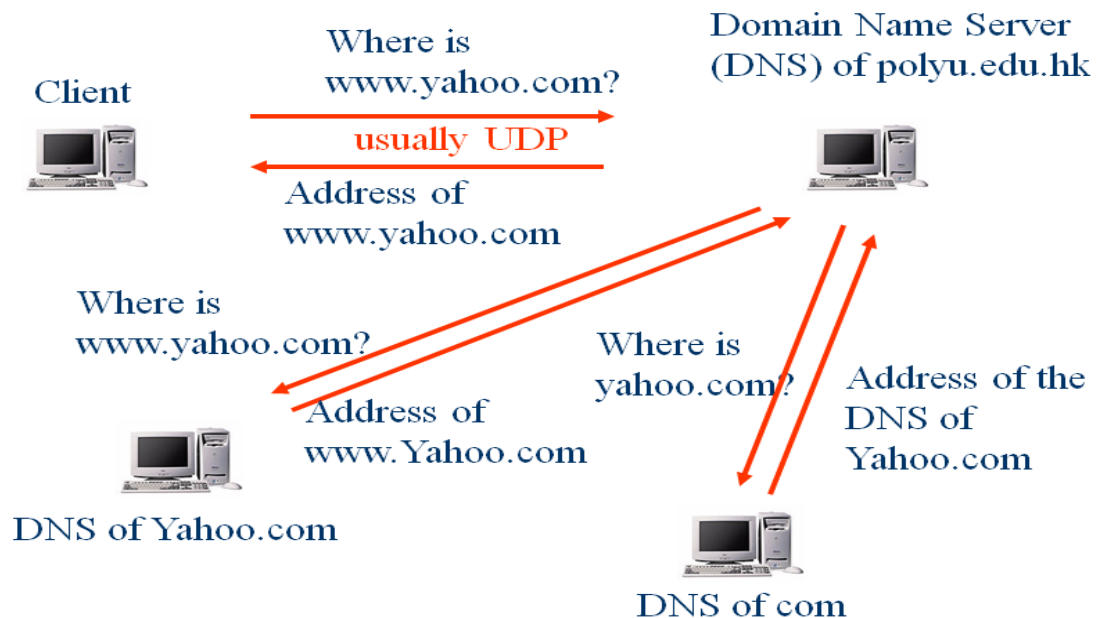 Domain Name Server
(DNS) of polyu.edu.hk
Where is
www.yahoo.com?
Client
usually UDP
Address of
www.yahoo.com
Where is
www.yahoo.com?
Where is
yahoo.com?
Address of the
DNS of
Yahoo.com
Address of
www.Yahoo.com
DNS of Yahoo.com
DNS of com